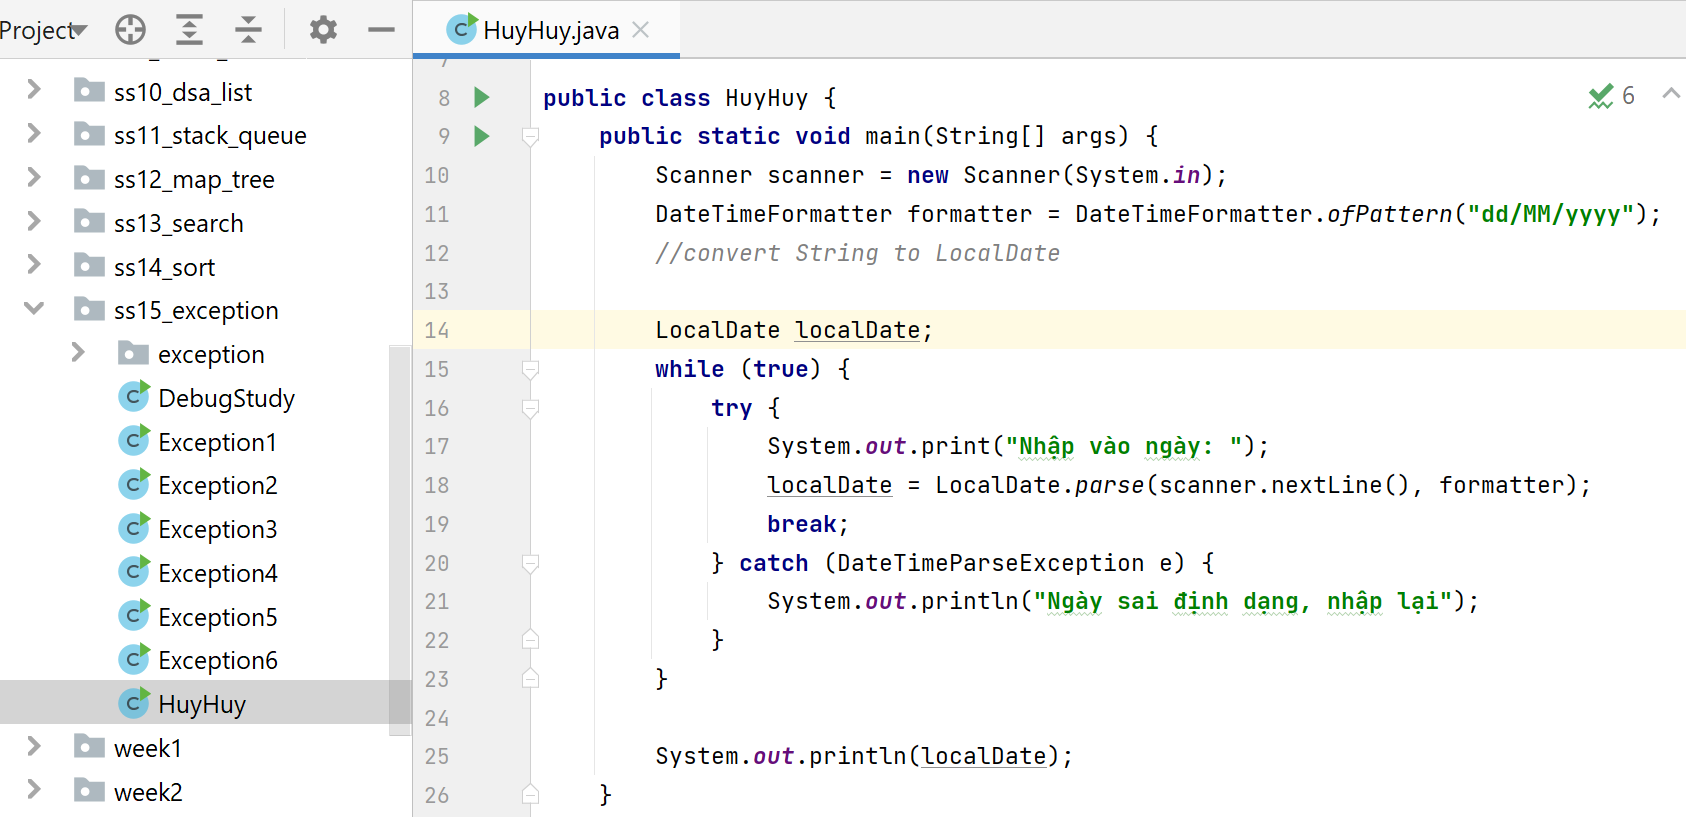 Project
HuyHuy.java
ss10_dsa_list
ss11_stack_queue
ss12_map_tree
ss13_search
ss14_sort
ss15_exception
exception
DebugStudy
Exception1
Exception2
Exception3
Exception4
Exception5
Exception6
HuyHuy
week1
week2
7
8 public class HuyHuy {
9 public static void main(String[] args) {
10 Scanner scanner = new Scanner(System.in);
11 DateTimeFormatter formatter = DateTimeFormatter.ofPattern("dd/MM/yyyy");
12 //convert String to LocalDate
13
14 LocalDate localDate;
15 while (true) {
16 try {
17 System.out.print("Nhập vào ngày: ");
18 localDate = LocalDate.parse(scanner.nextLine(), formatter);
19 break;
20 } catch (DateTimeParseException e) {
21 System.out.println("Ngày sai định dạng, nhập lại");
22 }
23 }
24
25 System.out.println(localDate);
26 }
6